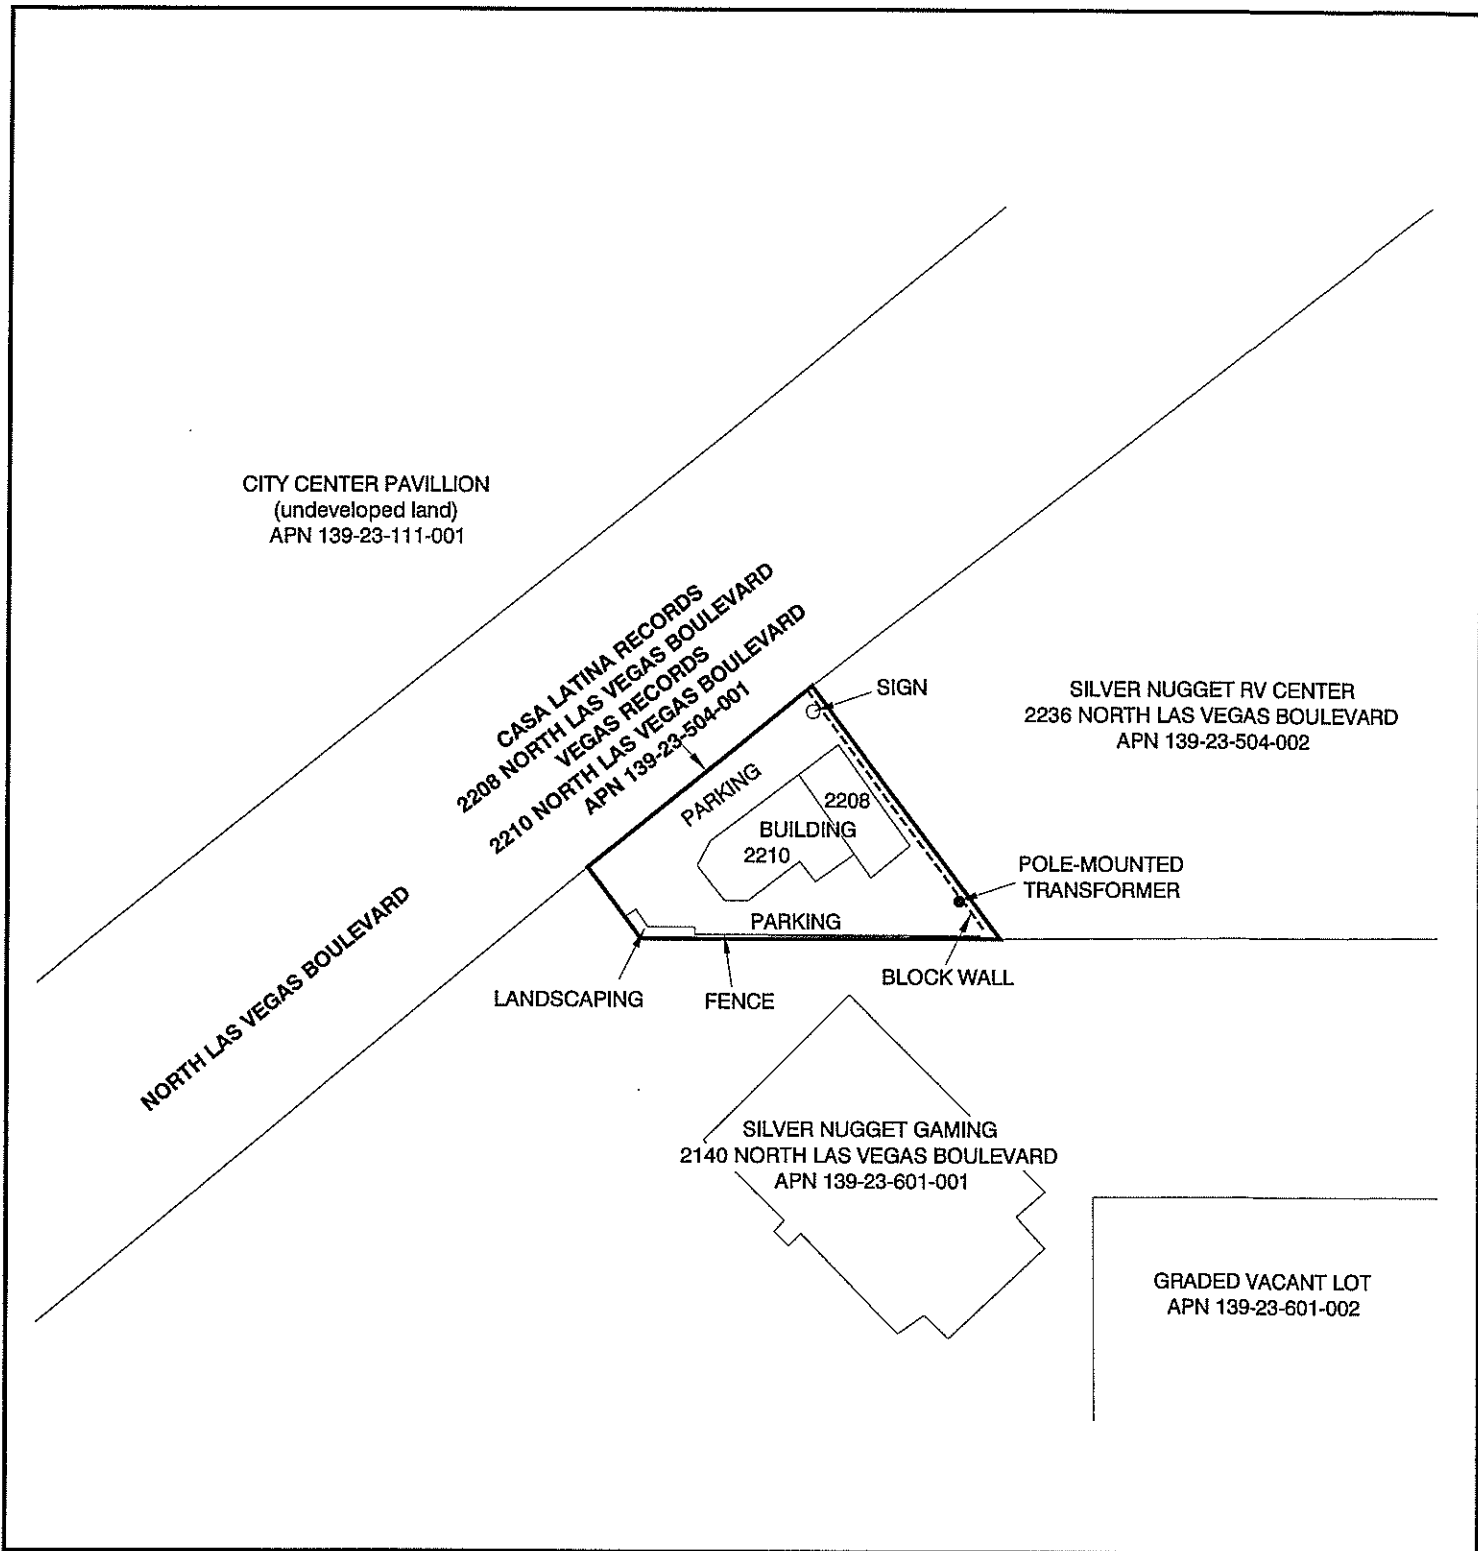 CITY CENTER PAVILLION
(undeveloped land)
APN 139-23-111-001
CASA LATINA RECORDS
2208 NORTH LAS VEGAS BOULEVARD
VEGAS RECORDS
2210 NORTH LAS VEGAS BOULEVARD
APN 139-23-504-001
SIGN
SILVER NUGGET RV CENTER
2236 NORTH LAS VEGAS BOULEVARD
APN 139-23-504-002
PARKING
2208
BUILDING
2210
POLE-MOUNTED
TRANSFORMER
PARKING
NORTH LAS VEGAS BOULEVARD
BLOCK WALL
LANDSCAPING
FENCE
SILVER NUGGET GAMING
2140 NORTH LAS VEGAS BOULEVARD
APN 139-23-601-001
GRADED VACANT LOT
APN 139-23-601-002